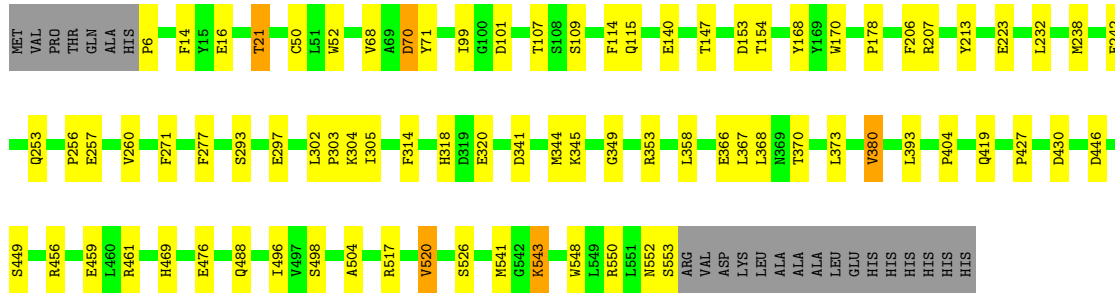 MET VAL PRO THR GLN ALA HIS P6 F14 Y15 E16 T21 C50 L51 W52 V68 A69 D70 Y71 I99 G100 D101 T107 S108 S109 F114 Q115 E140 T147 D153 T154 Y168 Y169 W170 P178 F206 R207 Y213 E223 L232 M238
Q253 P256 E257 V260 F271 F277 S293 E297 L302 P303 K304 I305 F314 H318 D319 E320 D341 M344 K345 G349 R353 L358 E366 L367 L368 N369 T370 L373 V380 L393 P404 Q419 P427 D430 D446
S449 R456 E459 L460 R461 H469 E476 Q488 I496 V497 S498 A504 R517 V520 S526 M541 G542 K543 W548 L549 R550 L551 N552 S553 ARG VAL ASP LYS LEU ALA ALA ALA LEU GLU HIS HIS HIS HIS HIS HIS